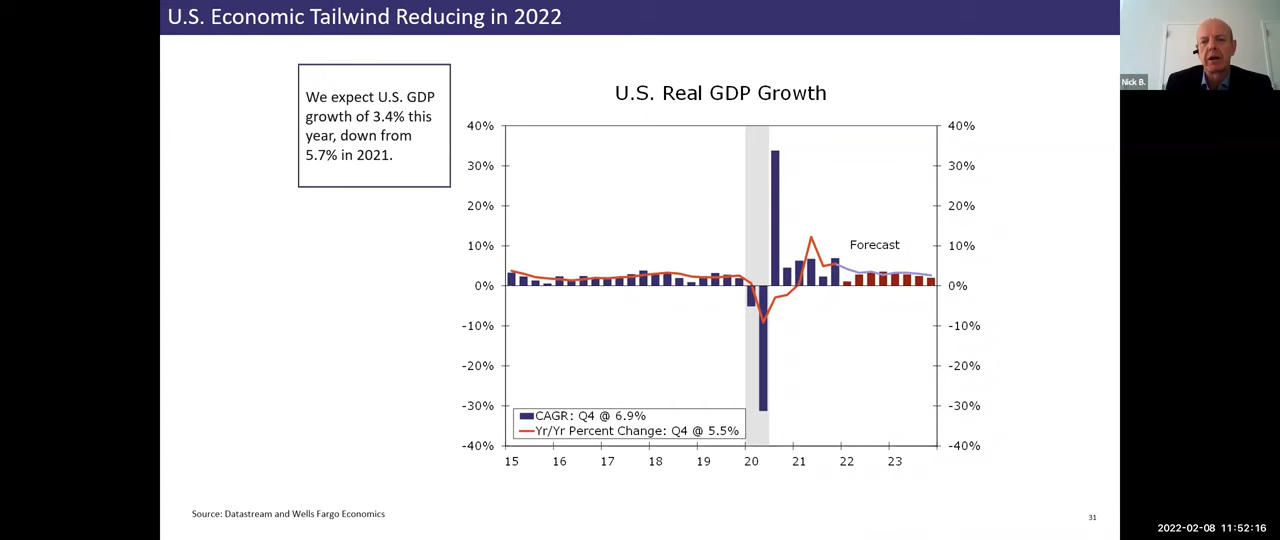 U.S. Economic Tailwind Reducing in 2022
Nick B.
We expect U.S. GDP
growth of 3.4% this
year, down from
5.7% in 2021.
U.S. Real GDP Growth
40% 40%
30% 30%
20% 20%
Forecast
10% 10%
0% 0%
-10% -10%
-20% -20%
-30% -30%
-40% -40%
CAGR: Q4 @ 6.9%
Yr/Yr Percent Change: Q4 @ 5.5%
15 16 17 18 19 20 21 22 23
Source: Datastream and Wells Fargo Economics
31
2022-02-08 11:52:16